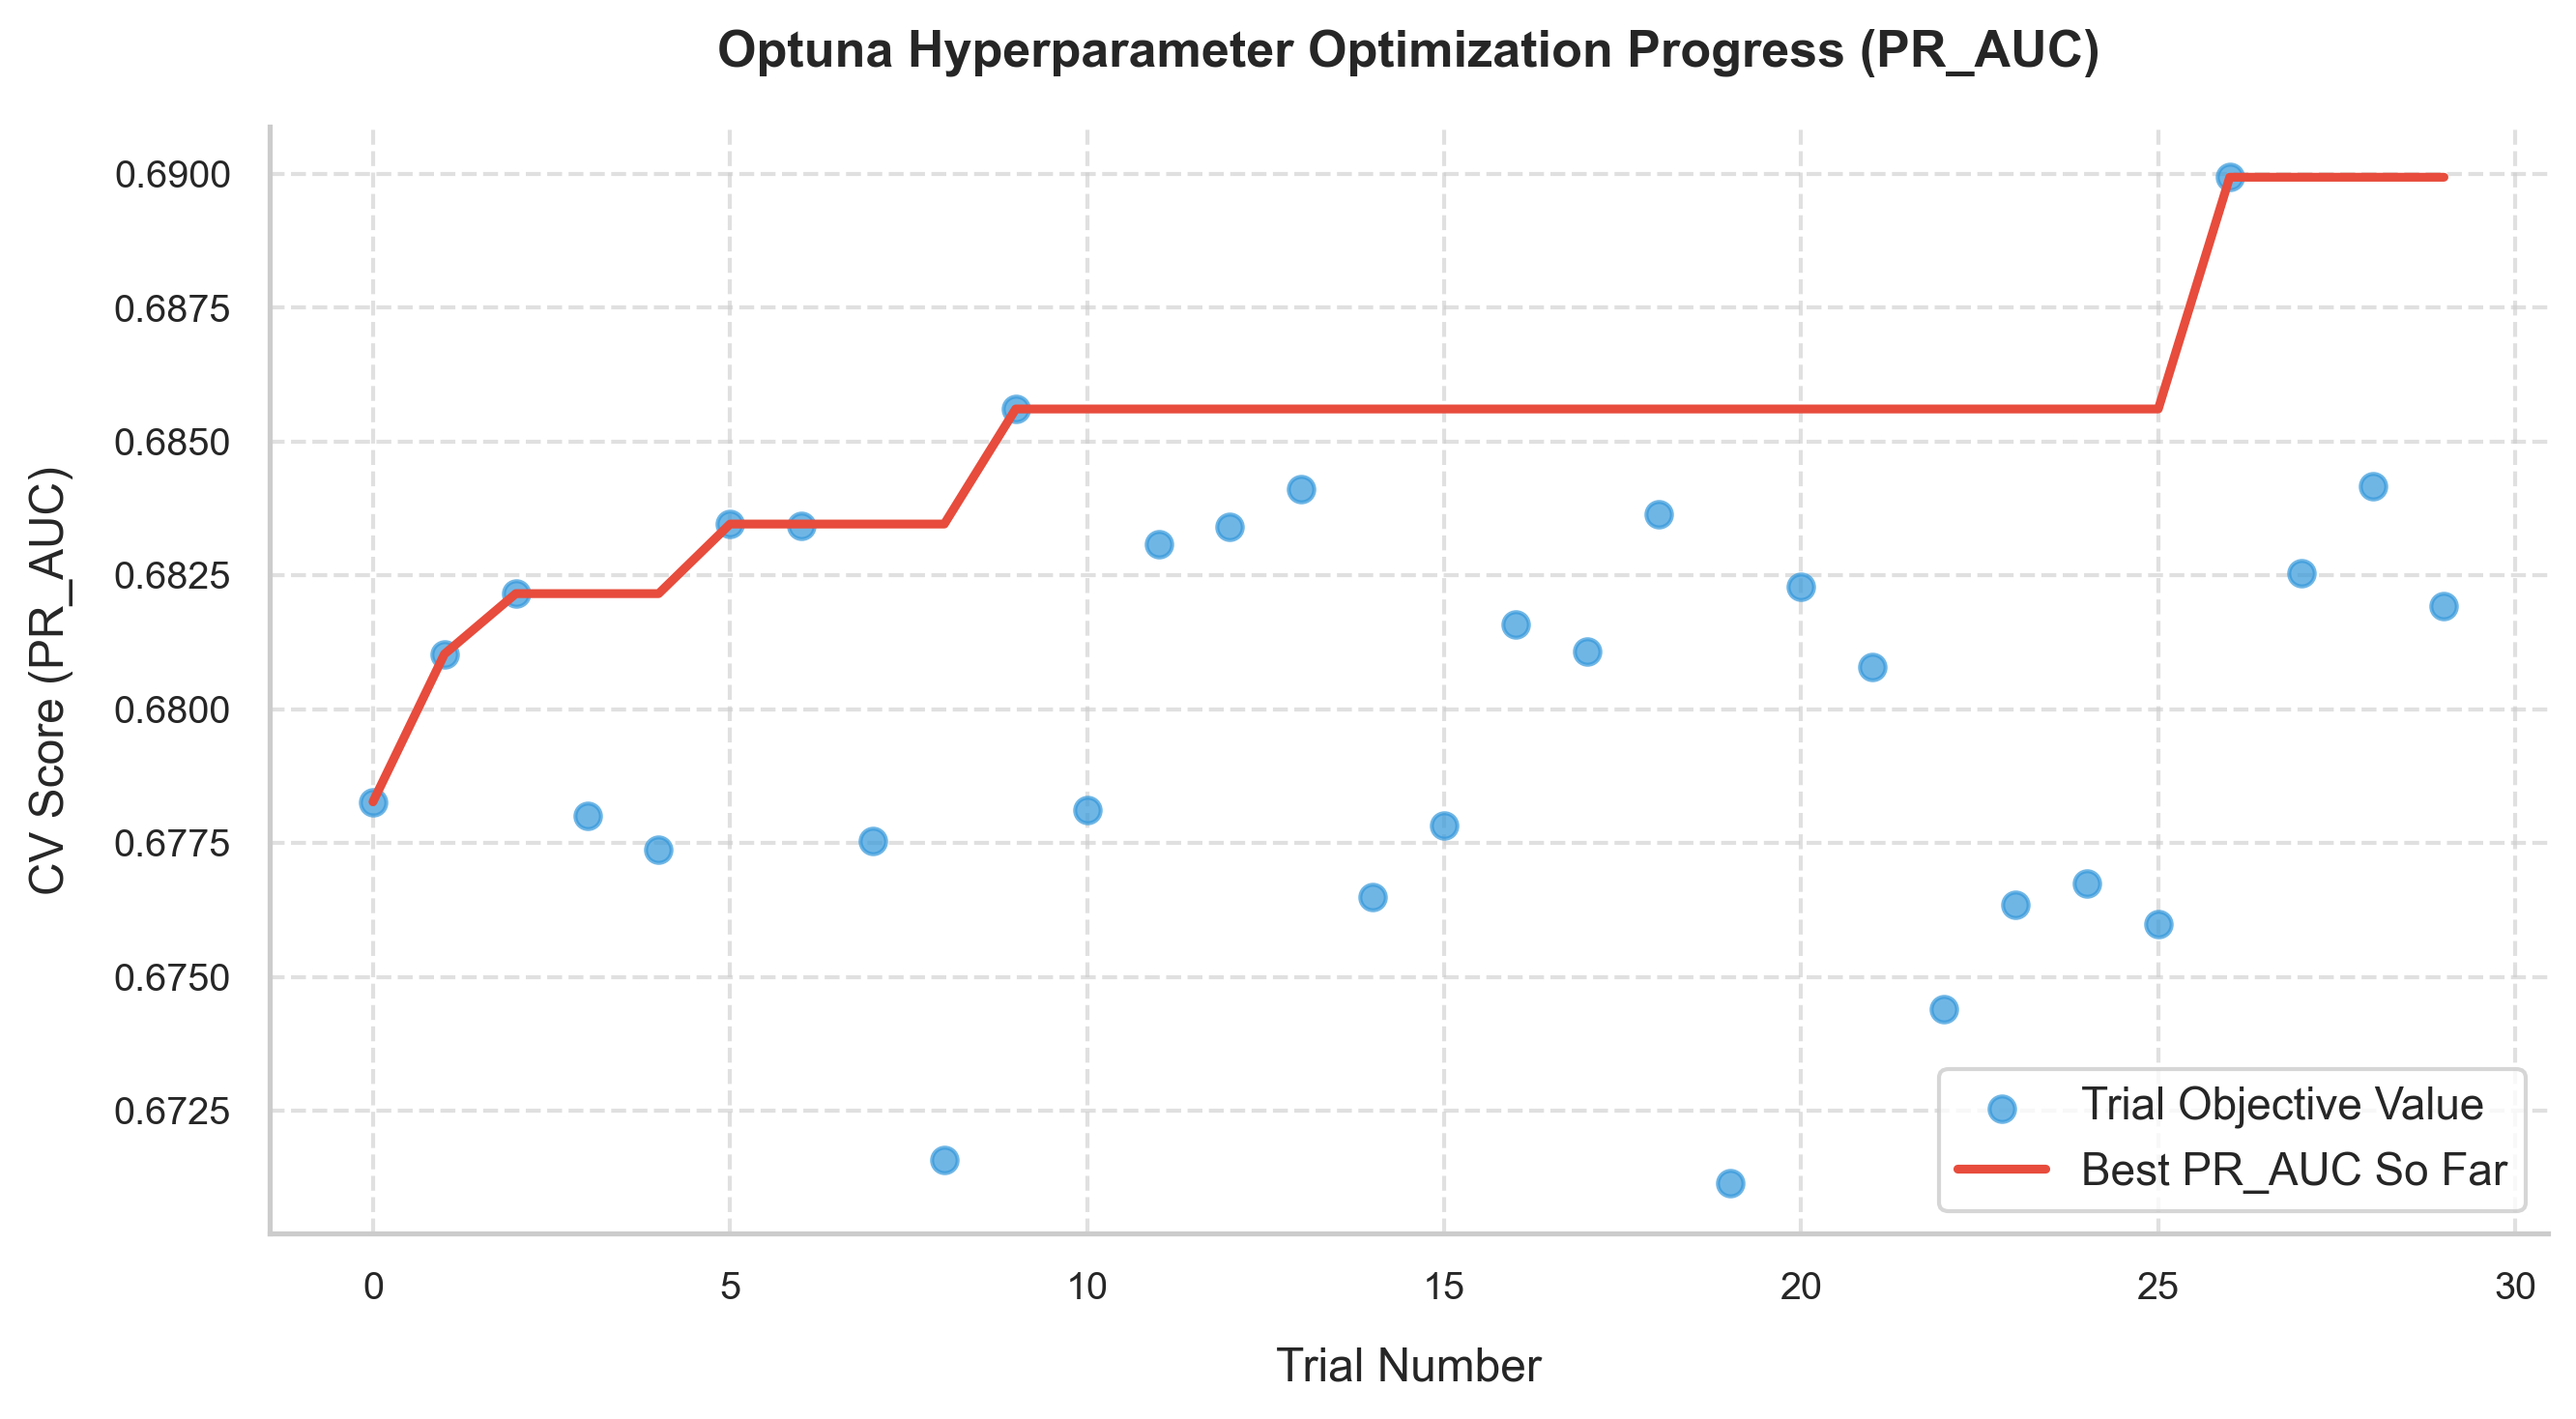 Optuna Hyperparameter Optimization Progress (PR_AUC)
CV Score (PR_AUC)
0.6900
0.6875
0.6850
0.6825
0.6800
0.6775
0.6750
0.6725
Trial Objective Value
Best PR_AUC So Far
0 5 10 15 20 25 30
Trial Number